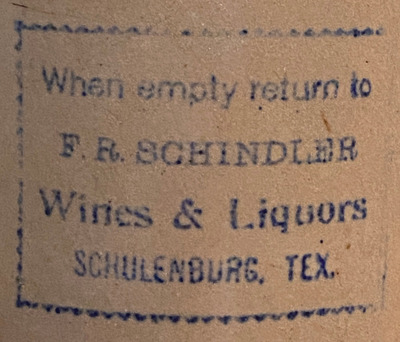 When empty return to
F. R. SCHINDLER
Wines & Liquors
SCHULENBURG, TEX.